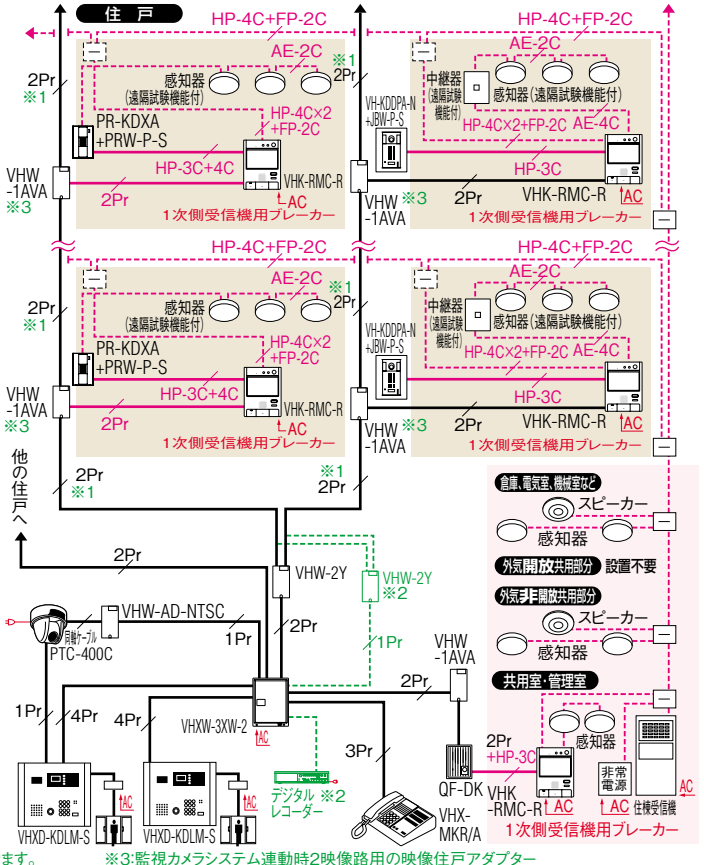 住 戸
HP-4C+FP-2C
HP-4C+FP-2C
AE-2C
2Pr
※1
感知器
(遠隔試験機能付)
PR-KDXA
+PRW-P-S
HP-4C×2
+FP-2C
HP-3C+4C
VHW
-1AVA
※3
2Pr
VHK-RMC-R
AC
1次側受信機用ブレーカー
※1
2Pr
AE-2C
中継器
(遠隔試験
機能付)
感知器(遠隔試験機能付)
VH-KDDPA-N
+JBW-P-S
HP-4C×2+FP-2C
AE-4C
HP-3C
VHW
-1AVA
※3
2Pr
VHK-RMC-R
AC
1次側受信機用ブレーカー
HP-4C+FP-2C
HP-4C+FP-2C
AE-2C
2Pr
※1
感知器
(遠隔試験機能付)
PR-KDXA
+PRW-P-S
HP-4C×2
+FP-2C
HP-3C+4C
VHW
-1AVA
※3
2Pr
VHK-RMC-R
AC
1次側受信機用ブレーカー
※1
2Pr
AE-2C
中継器
(遠隔試験
機能付)
感知器(遠隔試験機能付)
VH-KDDPA-N
+JBW-P-S
HP-4C×2+FP-2C
AE-4C
HP-3C
VHW
-1AVA
※3
2Pr
VHK-RMC-R
AC
1次側受信機用ブレーカー
他の住戸へ
2Pr
※1
※1
2Pr
2Pr
VHW-2Y
VHW-2Y
※2
2Pr
1Pr
VHW-AD-NTSC
同軸ケーブル
PTC-400C
1Pr
1Pr
4Pr
4Pr
VHXW-3XW-2
AC
2Pr
VHW
-1AVA
3Pr
デジタル
レコーダー
※2
VHXD-KDLM-S
AC
VHXD-KDLM-S
AC
VHX-
MKR/A
QF-DK
倉庫、電気室、機械室など
スピーカー
感知器
外気開放共用部分 設置不要
外気非開放共用部分
スピーカー
感知器
共用室・管理室
感知器
2Pr
+HP-3C
VHK
-RMC-R
AC
非常
電源
AC
住棟受信機
AC
1次側受信機用ブレーカー
ます。
※3:監視カメラシステム連動時2映像路用の映像住戸アダプター